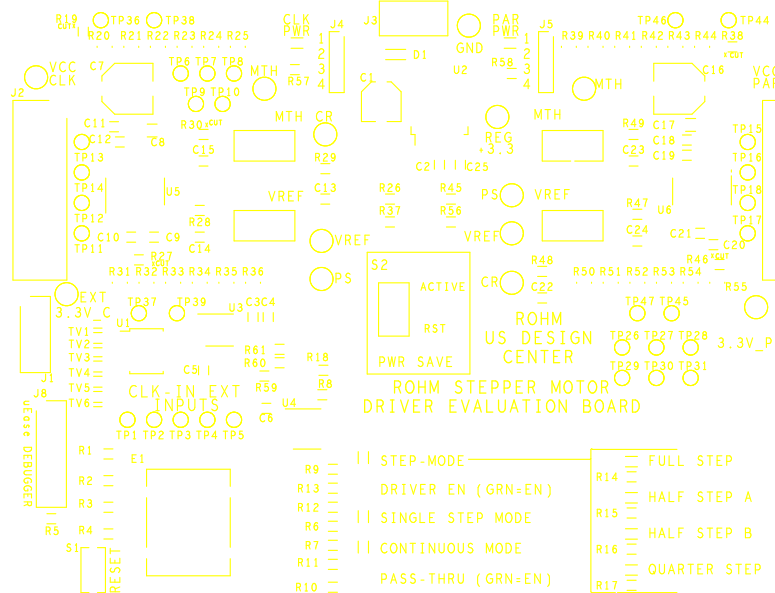 R19 TP36 TP38 CLK PWR J4 J3 PAR PWR J5 TP46 TP44
R20 R21 R22 R23 R24 R25 GND R39 R40 R41 R42 R43 R44 R38
1 2 3 4 D1 1 2 3 4
VCC CLK C7 TP6 TP7 TP8 MTH R57 C1 U2 R58 MTH C16 VCC
J2 TP9 TP10
C11 C12 C8 R30 MTH CR REG +3.3 MTH R49 C17 C18 TP15
TP13 C15 R29 C2 C25 C23 C19 TP16
TP14 U5 VREF C13 R26 R45 PS VREF R47 U6 TP18
TP12 R28 R37 R56 TP17
TP11 C10 C9 C14 VREF VREF C24 C21 C20
R27 R48 R46
R31 R32 R33 R34 R35 R36 PS S2 CR C22 R50 R51 R52 R53 R54 R55
EXT 3.3V_C TP37 TP39 ACTIVE TP47 TP45
U1 U3 C3 C4 RST ROHM US DESIGN CENTER 3.3V_P
TV1
TV2 TP26 TP27 TP28
TV3 R61 R60
TV4 C5 R18 PWR SAVE TP29 TP30 TP31
J1
TV5 CLK-IN EXT INPUTS R59 R8 ROHM STEPPER MOTOR
J8 TV6 C6 U4 DRIVER EVALUATION BOARD
DEBUGGER TP1 TP2 TP3 TP4 TP5
R1 E1 STEP-MODE FULL STEP
R9 R14
R2 R13 DRIVER EN (GRN=EN) HALF STEP A
R3 R12 SINGLE STEP MODE R15
R5 R4 R6 HALF STEP B
S1 RESET R7 CONTINUOUS MODE R16
R11 QUARTER STEP
R10 PASS-THRU (GRN=EN) R17